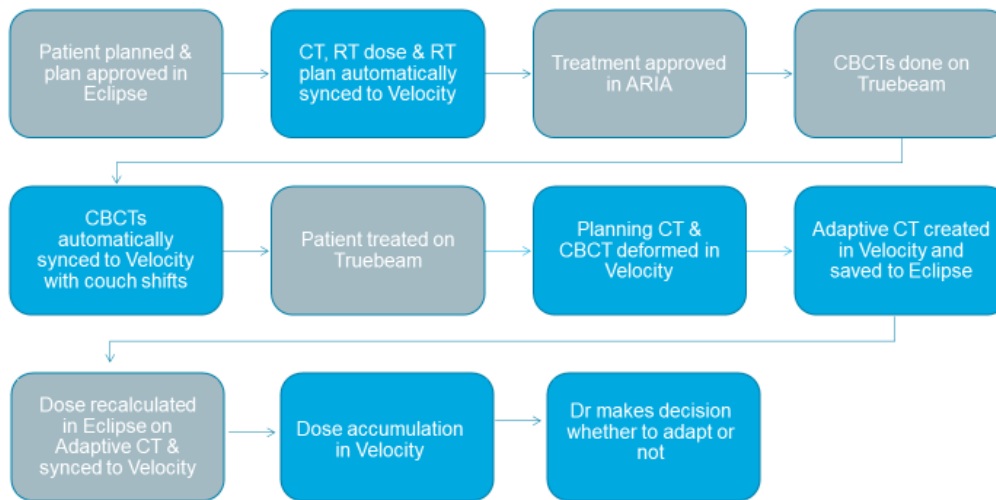 Patient planned &
plan approved in
Eclipse
CT, RT dose & RT
plan automatically
synced to Velocity
Treatment approved
in ARIA
CBCTs done on
Truebeam
CBCTs
automatically
synced to Velocity
with couch shifts
Patient treated on
Truebeam
Planning CT &
CBCT deformed in
Velocity
Adaptive CT created
in Velocity and
saved to Eclipse
Dose recalculated
in Eclipse on
Adaptive CT &
synced to Velocity
Dose accumulation
in Velocity
Dr makes decision
whether to adapt or
not